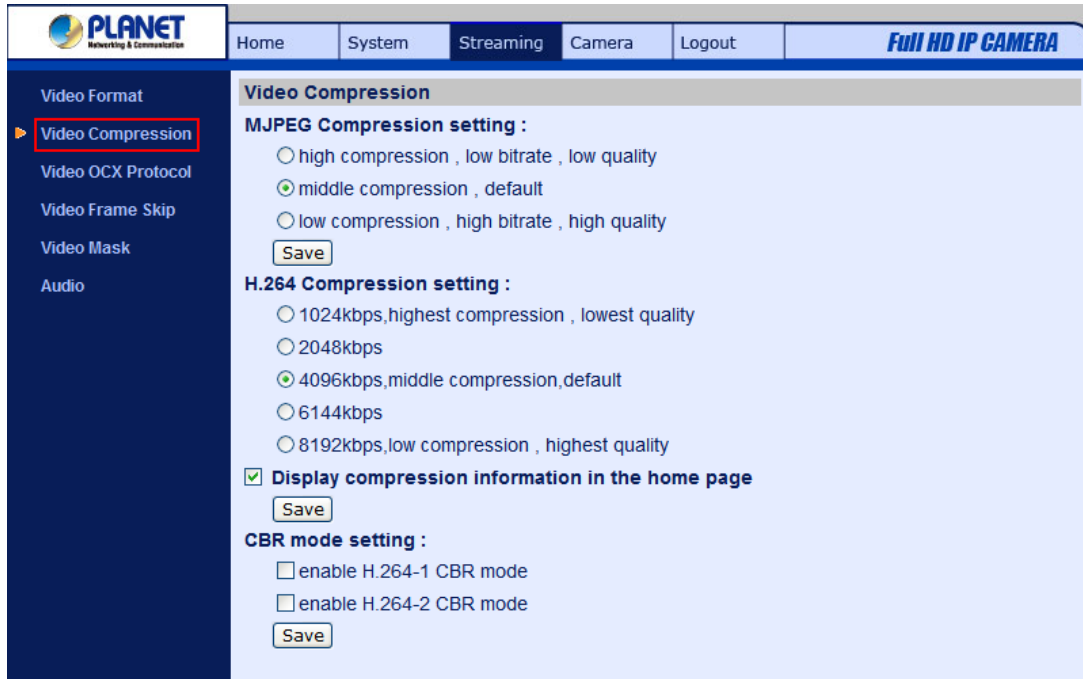 PLANET
Networking & Communication
Home
System
Streaming
Camera
Logout
Full HD IP CAMERA
Video Format
Video Compression
Video OCX Protocol
Video Frame Skip
Video Mask
Audio
Video Compression
MJPEG Compression setting :
high compression , low bitrate , low quality
middle compression , default
low compression , high bitrate , high quality
Save
H.264 Compression setting :
1024kbps,highest compression , lowest quality
2048kbps
4096kbps,middle compression,default
6144kbps
8192kbps,low compression , highest quality
Display compression information in the home page
Save
CBR mode setting :
enable H.264-1 CBR mode
enable H.264-2 CBR mode
Save